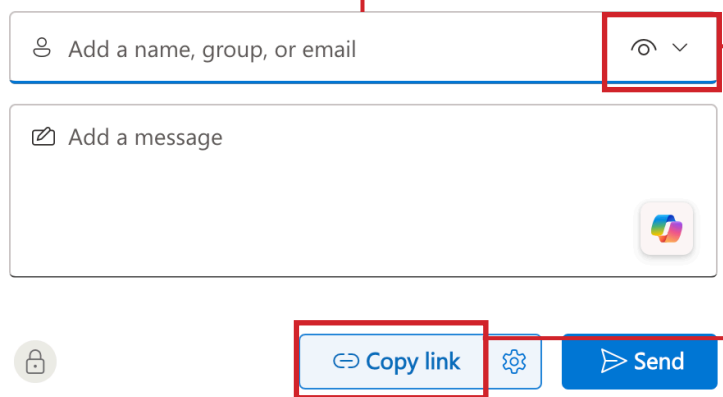 Add a name, group, or email
Add a message
Copy link
Send